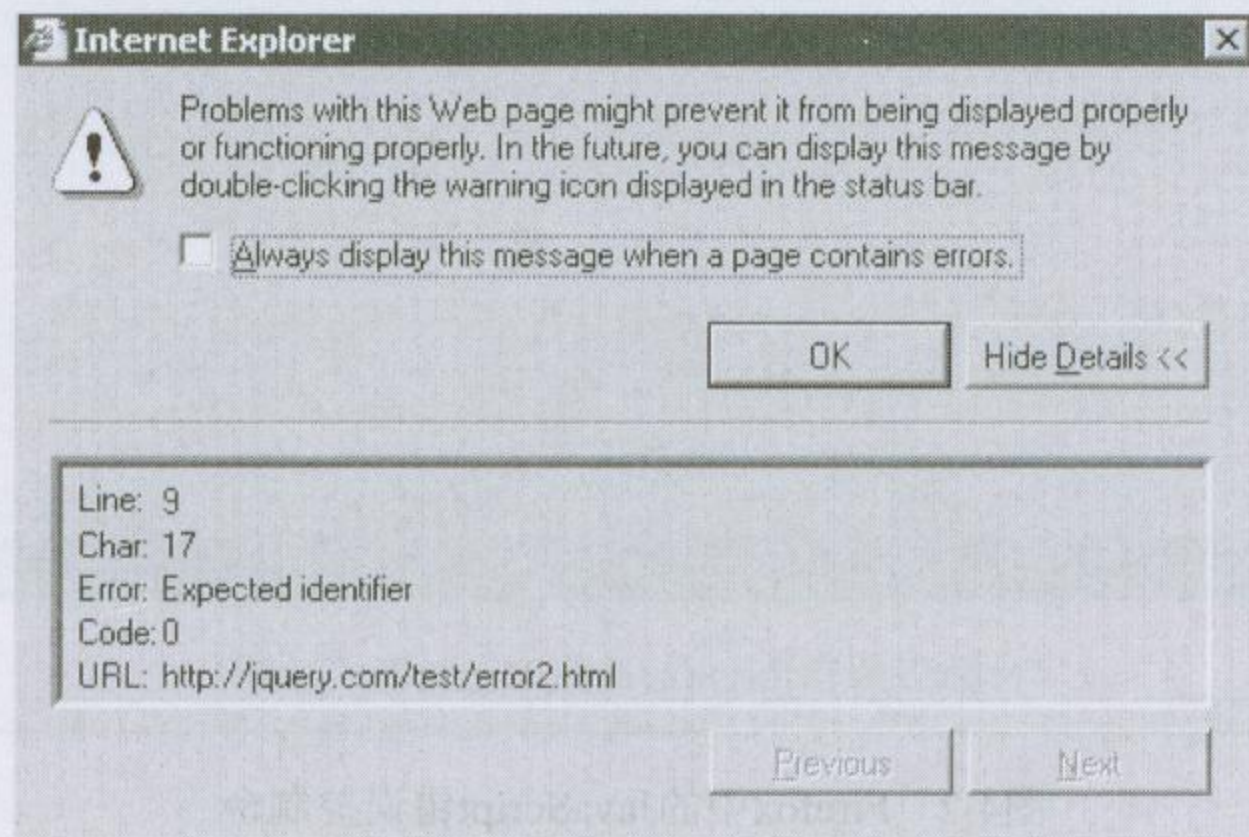 Internet Explorer
Problems with this Web page might prevent it from being displayed properly
or functioning properly. In the future, you can display this message by
double-clicking the warning icon displayed in the status bar.
Always display this message when a page contains errors.
OK
Hide Details <<
Line: 9
Char: 17
Error: Expected identifier
Code: 0
URL: http://jquery.com/test/error2.html
Previous
Next